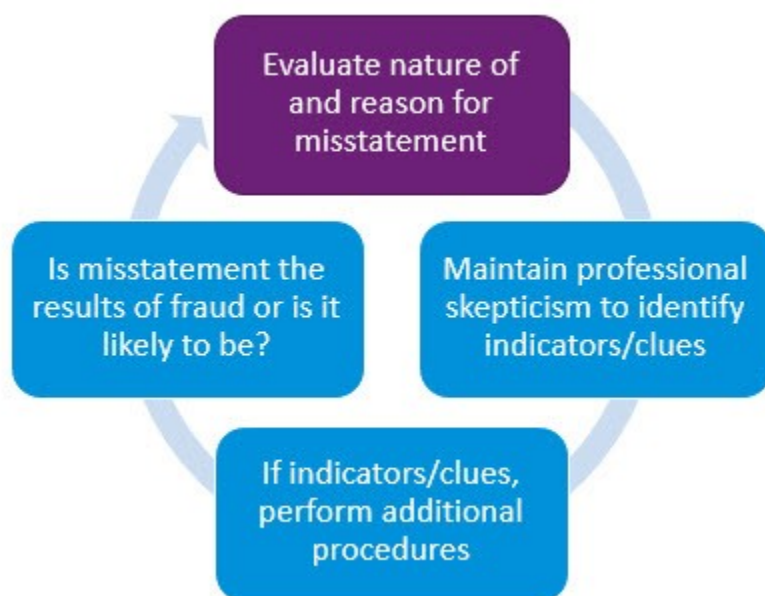 Evaluate nature of
and reason for
misstatement
Maintain professional
skepticism to identify
indicators/clues
If indicators/clues,
perform additional
procedures
Is misstatement the
results of fraud or is it
likely to be?